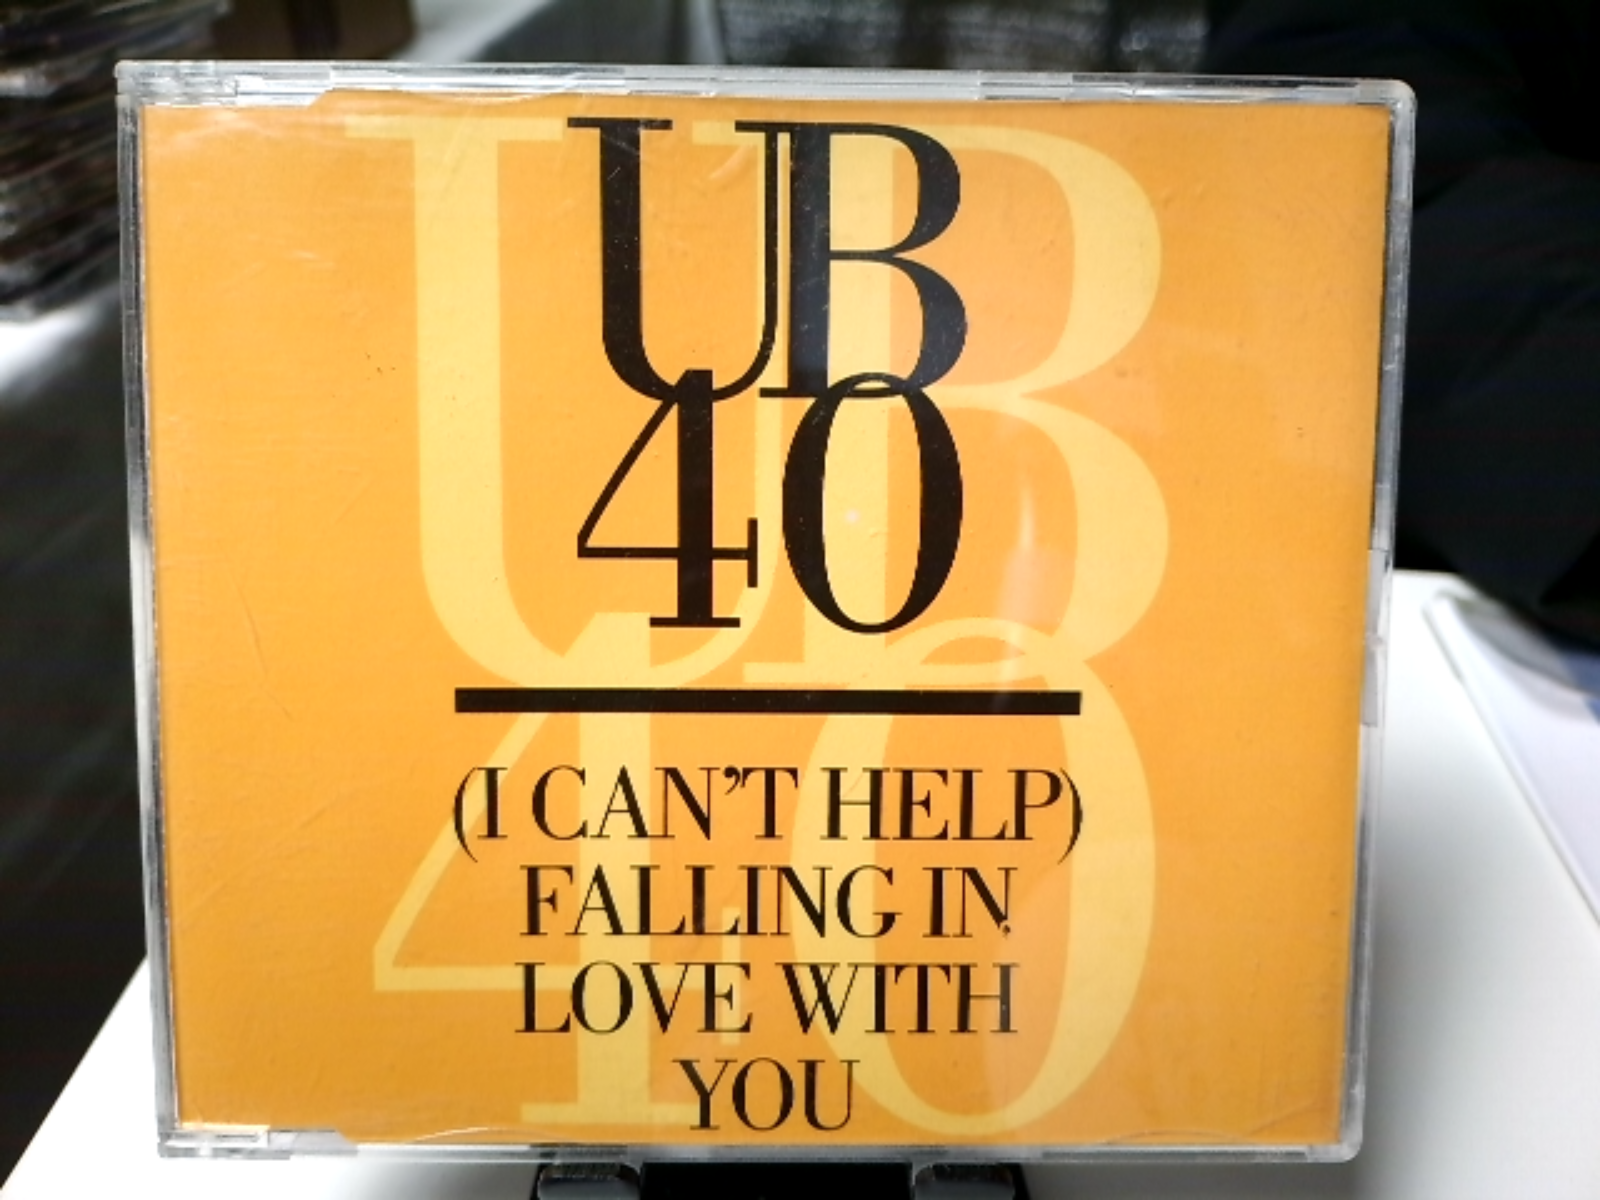 UB
40
(I CAN'T HELP)
FALLING IN
LOVE WITH
YOU